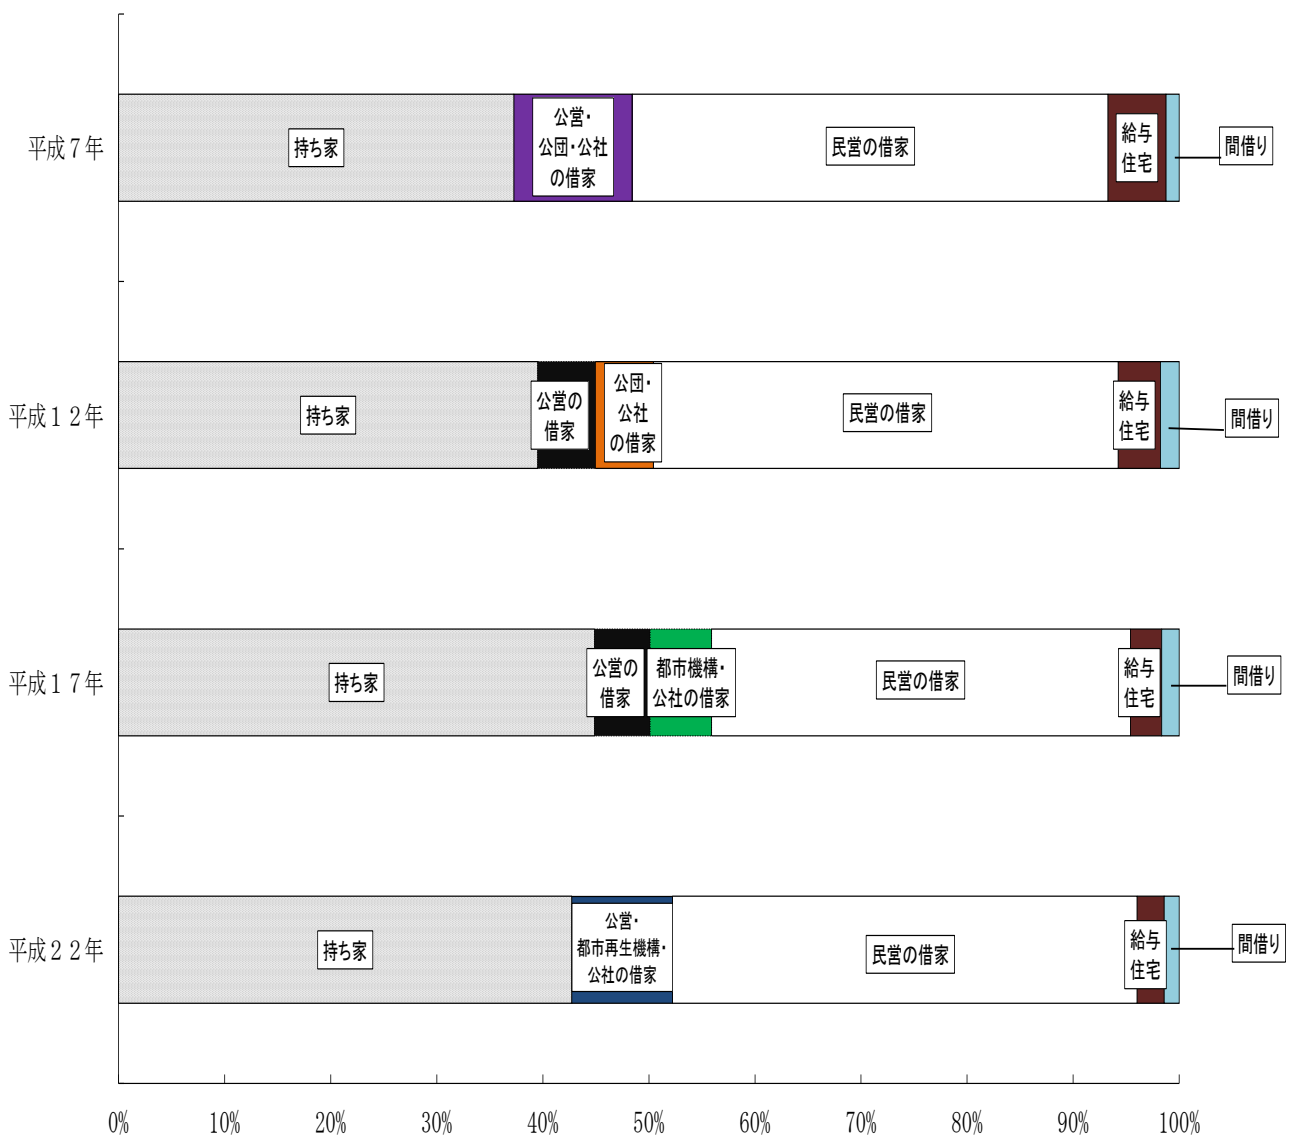 平成７年
持ち家
公営・
公団・公社
の借家
民営の借家
給与
住宅
間借り
平成１２年
持ち家
公営の
借家
公団・
公社
の借家
民営の借家
給与
住宅
間借り
平成１７年
持ち家
公営の
借家
都市機構・
公社の借家
民営の借家
給与
住宅
間借り
平成２２年
持ち家
公営・
都市再生機構・
公社の借家
民営の借家
給与
住宅
間借り
0% 10% 20% 30% 40% 50% 60% 70% 80% 90% 100%